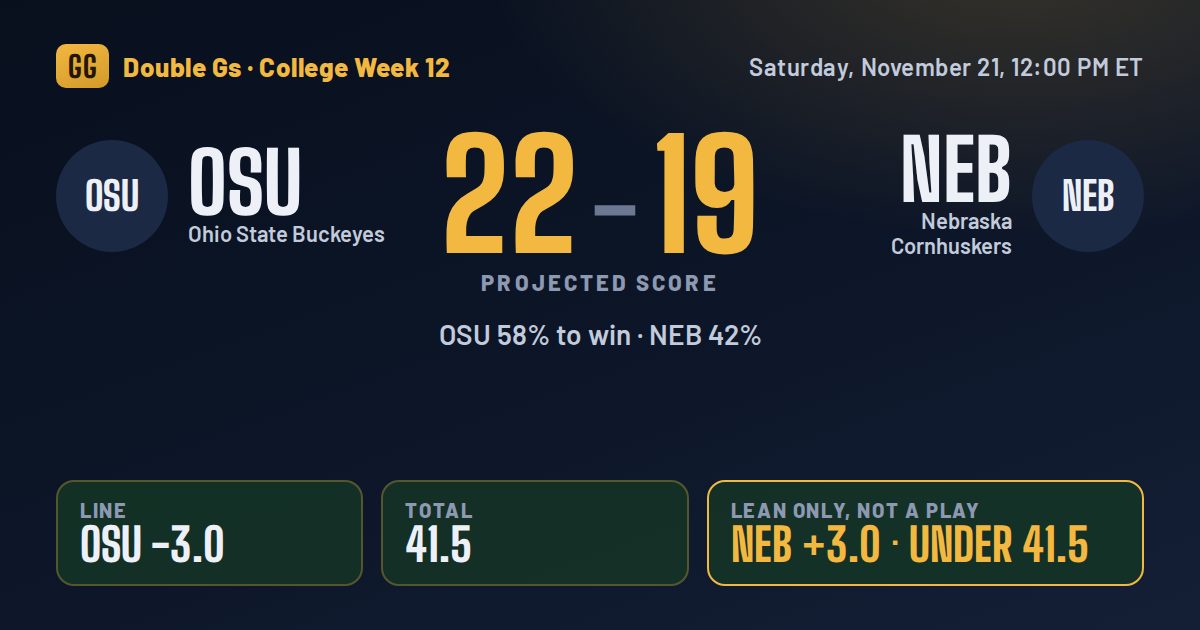 GG Double Gs · College Week 12
Saturday, November 21, 12:00 PM ET
OSU
OSU
Ohio State Buckeyes
22 – 19
PROJECTED SCORE
OSU 58% to win · NEB 42%
NEB
Nebraska
Cornhuskers
NEB
LINE
OSU −3.0
TOTAL
41.5
LEAN ONLY, NOT A PLAY
NEB +3.0 · UNDER 41.5